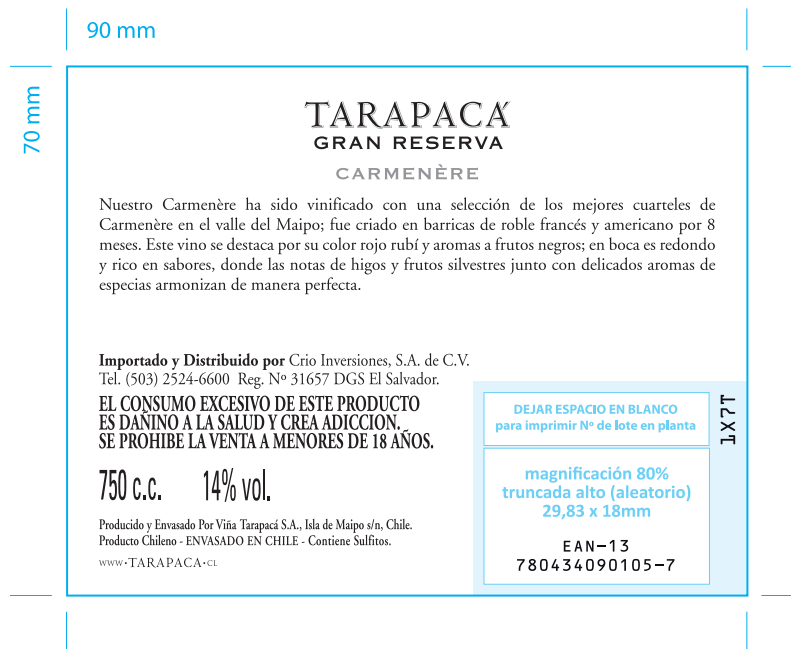 90 mm
70 mm
TARAPACÁ
GRAN RESERVA
CARMENÈRE
Nuestro Carmenère ha sido vinificado con una selección de los mejores cuarteles de
Carmenère en el valle del Maipo; fue criado en barricas de roble francés y americano por 8
meses. Este vino se destaca por su color rojo rubí y aromas a frutos negros; en boca es redondo
y rico en sabores, donde las notas de higos y frutos silvestres junto con delicados aromas de
especias armonizan de manera perfecta.
Importado y Distribuido por Crio Inversiones, S.A. de C.V.
Tel. (503) 2524-6600 Reg. Nº 31657 DGS El Salvador.
EL CONSUMO EXCESIVO DE ESTE PRODUCTO
ES DAÑINO A LA SALUD Y CREA ADICCION.
SE PROHIBE LA VENTA A MENORES DE 18 AÑOS.
750 c.c. 14% vol.
Producido y Envasado Por Viña Tarapacá S.A., Isla de Maipo s/n, Chile.
Producto Chileno - ENVASADO EN CHILE - Contiene Sulfitos.
WWW•TARAPACA•CL
DEJAR ESPACIO EN BLANCO
para imprimir Nº de lote en planta
1X7T
magnificación 80%
truncada alto (aleatorio)
29,83 x 18mm
EAN-13
780434090105-7